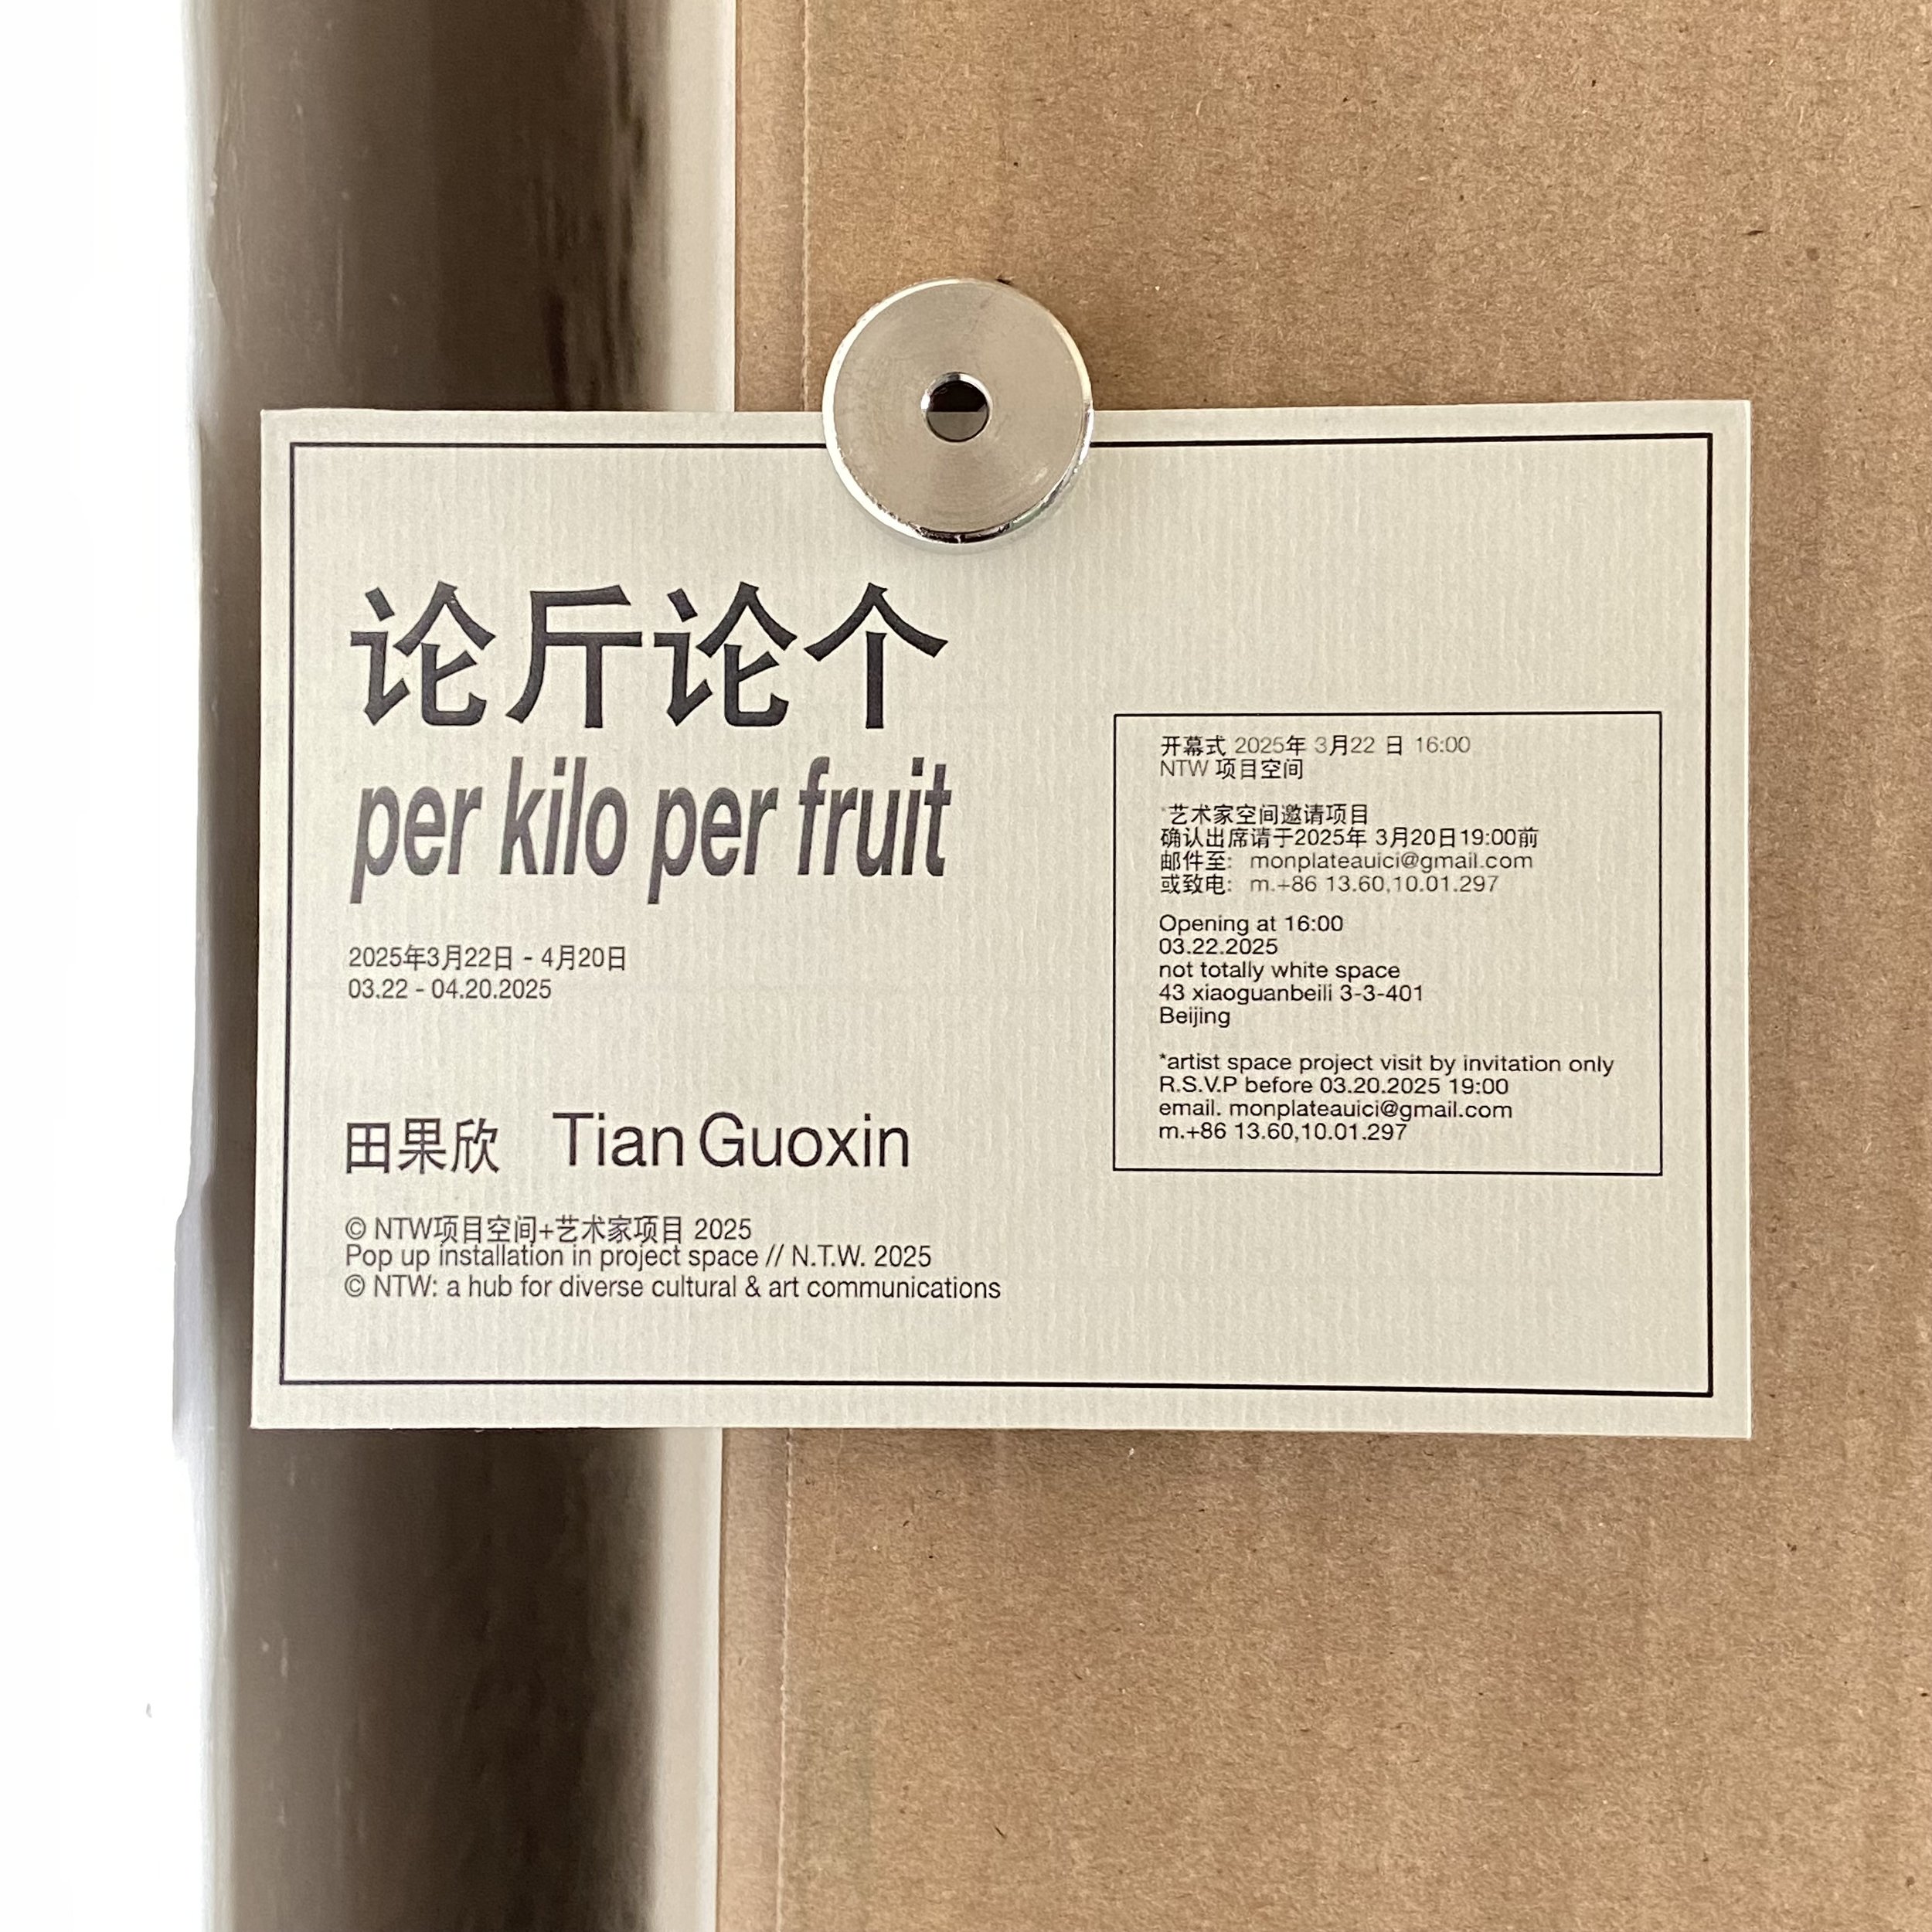 论斤论个
per kilo per fruit
2025年3月22日 - 4月20日
03.22 - 04.20.2025
田果欣 Tian Guoxin
© NTW项目空间+艺术家项目 2025
Pop up installation in project space // N.T.W. 2025
© NTW: a hub for diverse cultural & art communications
开幕式 2025年 3月22 日 16:00
NTW 项目空间
*艺术家空间邀请项目
确认出席请于2025年 3月20日19:00前
邮件至: monplateauici@gmail.com
或致电: m.+86 13.60,10.01.297
Opening at 16:00
03.22.2025
not totally white space
43 xiaoguanbeili 3-3-401
Beijing
*artist space project visit by invitation only
R.S.V.P before 03.20.2025 19:00
email. monplateauici@gmail.com
m.+86 13.60,10.01.297